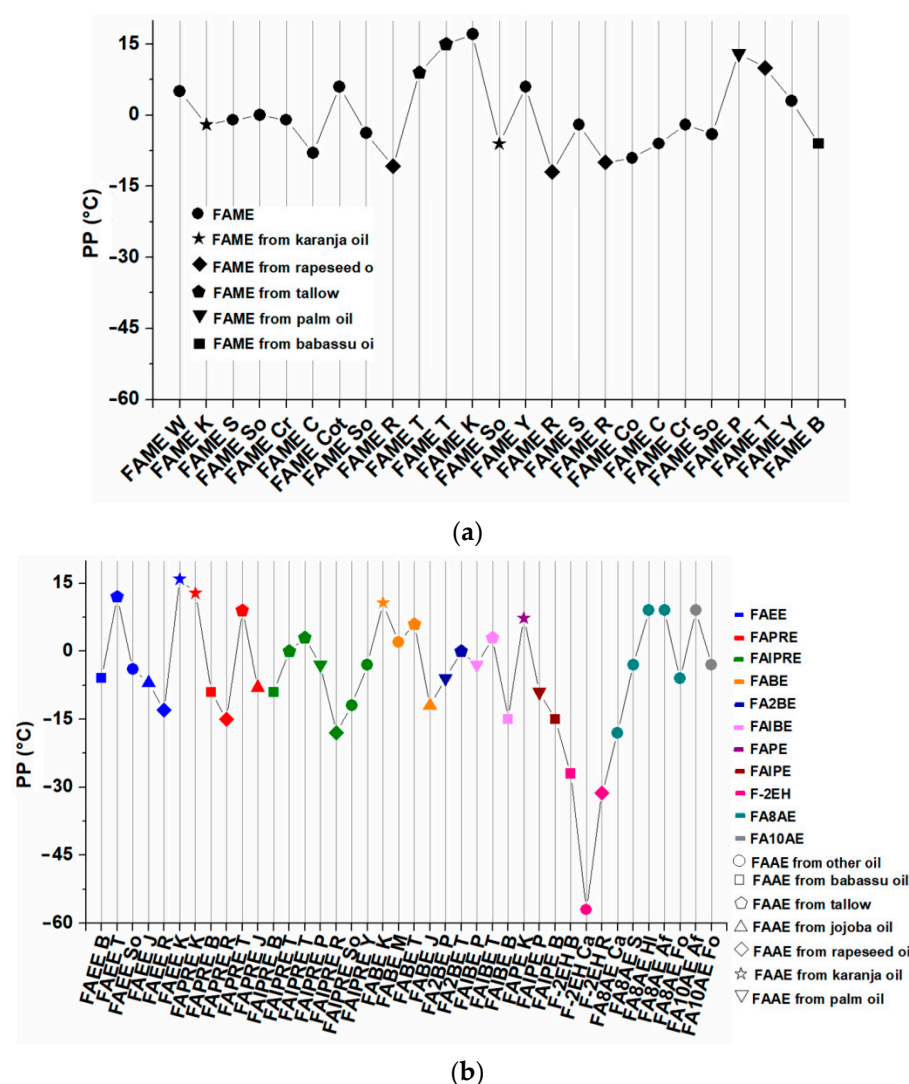 (a)
15
0
−15
−30
−45
−60
PP (°C)
FAME
FAME from karanja oil
FAME from rapeseed o
FAME from tallow
FAME from palm oil
FAME from babassu oi
FAME W
FAME K
FAME S
FAME So
FAME Cr
FAME C
FAME Cot
FAME So
FAME R
FAME T
FAME T
FAME K
FAME So
FAME Y
FAME R
FAME S
FAME R
FAME Co
FAME C
FAME Cr
FAME So
FAME P
FAME T
FAME Y
FAME B
(a)
15
0
−15
−30
−45
−60
PP (°C)
FAEE B
FAEE T
FAEE So
FAEE J
FAEE R
FAEE K
FAPRE K
FAPRE B
FAPRE R
FAPRE T
FAPRE J
FAIPRE B
FAIPRE T
FAIPRE T
FAIPRE P
FAIPRE R
FAIPRE So
FAIPRE Y
FABE K
FABE M
FABE T
FABE J
FA2BE P
FA2BE T
FAIBE P
FAIBE T
FAIBE B
FAPE K
FAIPE P
FAIPE B
F-2EH B
F-2EH Ca
F-2EH R
FA8AE Ca
FA8AE S
FA8AE Hl
FA8AE Af
FA8AE Fo
FA10AE Af
FA10AE Fo
FAEE
FAPRE
FAIPRE
FABE
FA2BE
FAIBE
FAPE
FAIPE
F-2EH
FA8AE
FA10AE
FAAE from other oil
FAAE from babassu oil
FAAE from tallow
FAAE from jojoba oil
FAAE from rapeseed oi
FAAE from karanja oil
FAAE from palm oil
(b)